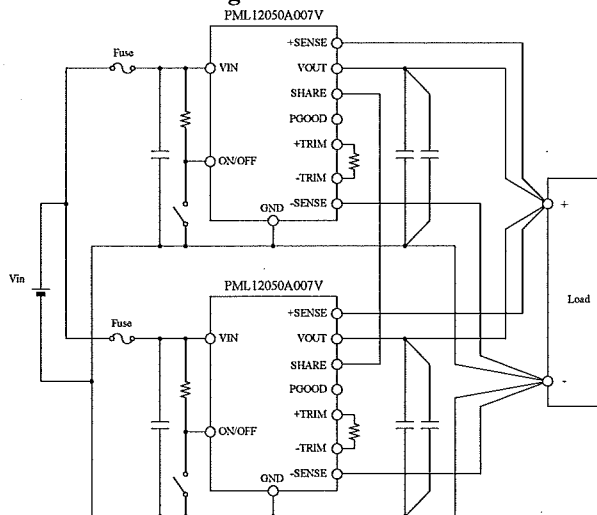 PML12050A007V
Fuse
+SENSE
VIN
VOUT
SHARE
PGOOD
+TRIM
ON/OFF
-TRIM
GND
-SENSE
+
Vin
Load
PML12050A007V
Fuse
+SENSE
VIN
VOUT
SHARE
-
PGOOD
+TRIM
ON/OFF
-TRIM
GND
-SENSE